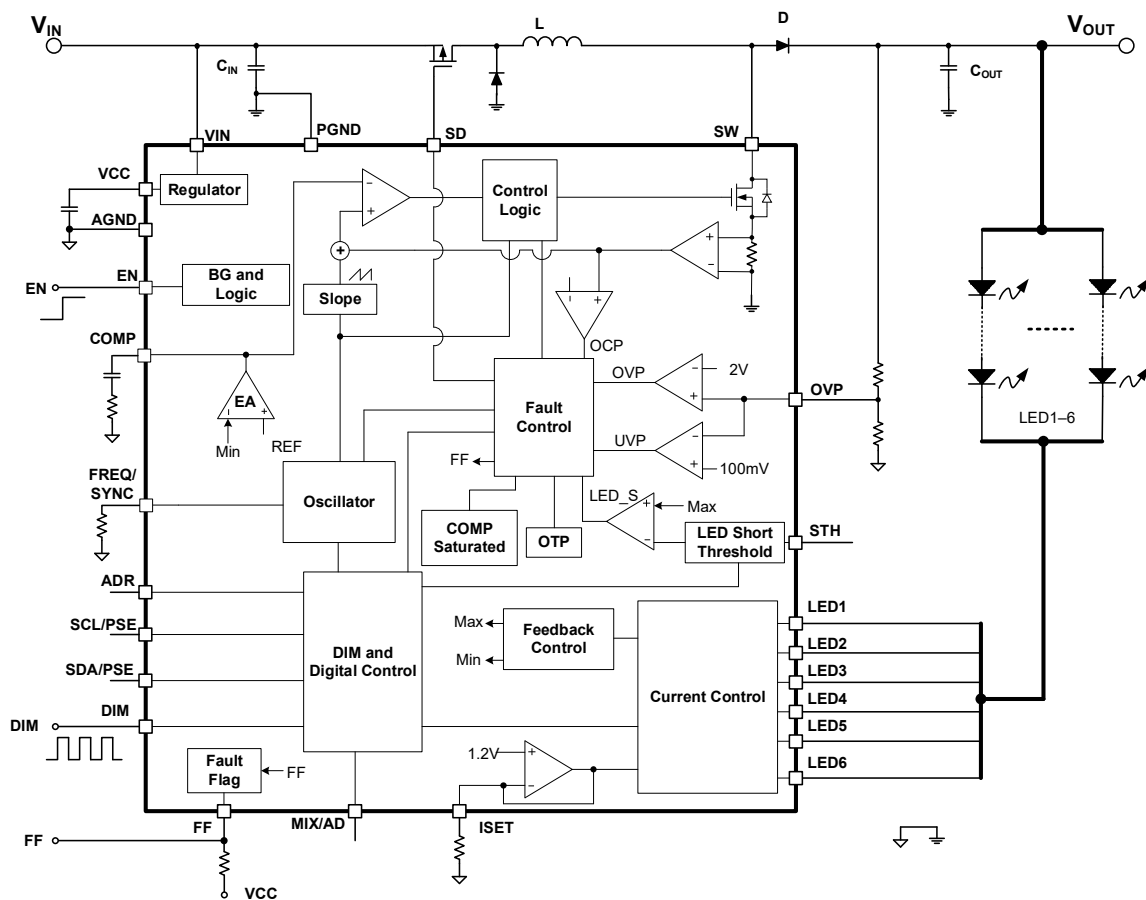 VIN
L
D
VOUT
CIN
COUT
VIN
PGND
SD
SW
VCC
Regulator
Control
Logic
−
+
AGND
+
+
−
EN
EN
BG and
Logic
Slope
−
+
OCP
COMP
EA
−
+
Min
REF
Fault
Control
OVP
−
+
2V
OVP
UVP
−
+
100mV
FF
LED1–6
FREQ/
SYNC
Oscillator
COMP
Saturated
OTP
LED_S
+
−
Max
LED Short
Threshold
STH
ADR
SCL/PSE
SDA/PSE
DIM
DIM
DIM and
Digital Control
Max
Min
Feedback
Control
Current Control
LED1
LED2
LED3
LED4
LED5
LED6
1.2V
+
−
Fault
Flag
FF
FF
MIX/AD
ISET
FF
VCC